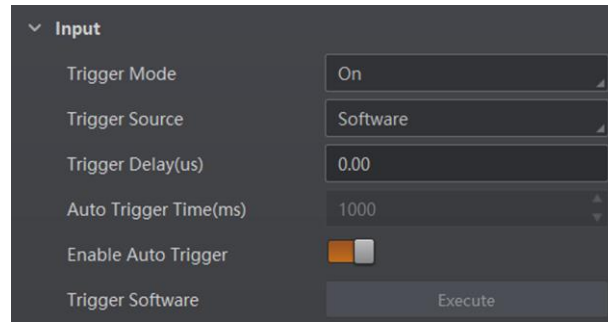 Input
Trigger Mode On
Trigger Source Software
Trigger Delay(us) 0.00
Auto Trigger Time(ms) 1000
Enable Auto Trigger
Trigger Software Execute